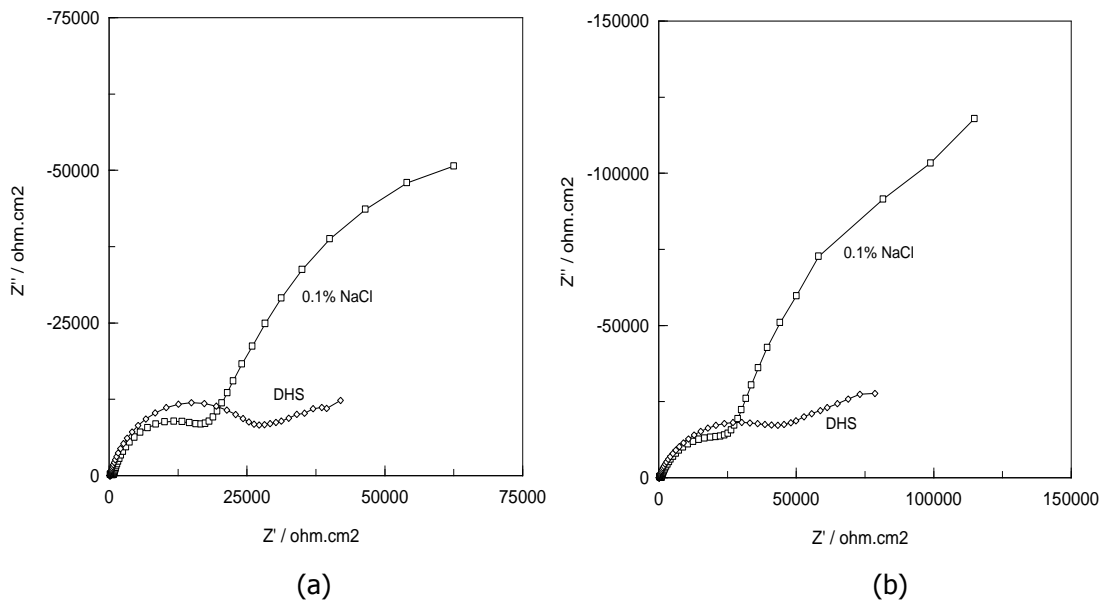 -75000
-50000
Z'' / ohm.cm2
0.1% NaCl
-25000
DHS
0
0 25000 50000 75000
Z' / ohm.cm2
(a)
-150000
-100000
Z'' / ohm.cm2
0.1% NaCl
-50000
DHS
0
0 50000 100000 150000
Z' / ohm.cm2
(b)